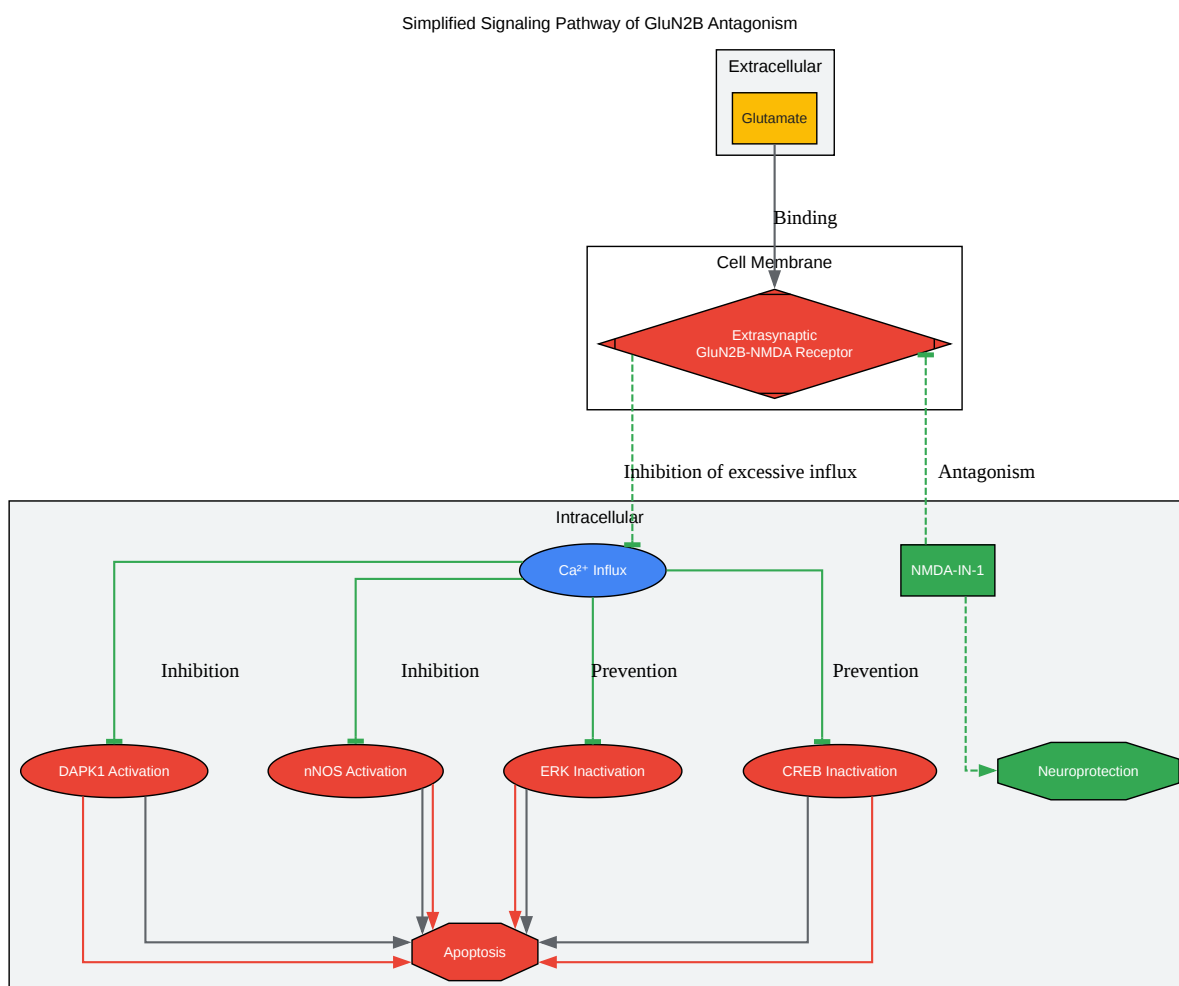 Simplified Signaling Pathway of GluN2B Antagonism
Extracellular
Glutamate
Binding
Cell Membrane
Extrasynaptic
GluN2B-NMDA Receptor
Inhibition of excessive influx
Antagonism
Intracellular
Ca²⁺ Influx
NMDA-IN-1
Inhibition
Inhibition
Prevention
Prevention
DAPK1 Activation
nNOS Activation
ERK Inactivation
CREB Inactivation
Neuroprotection
Apoptosis